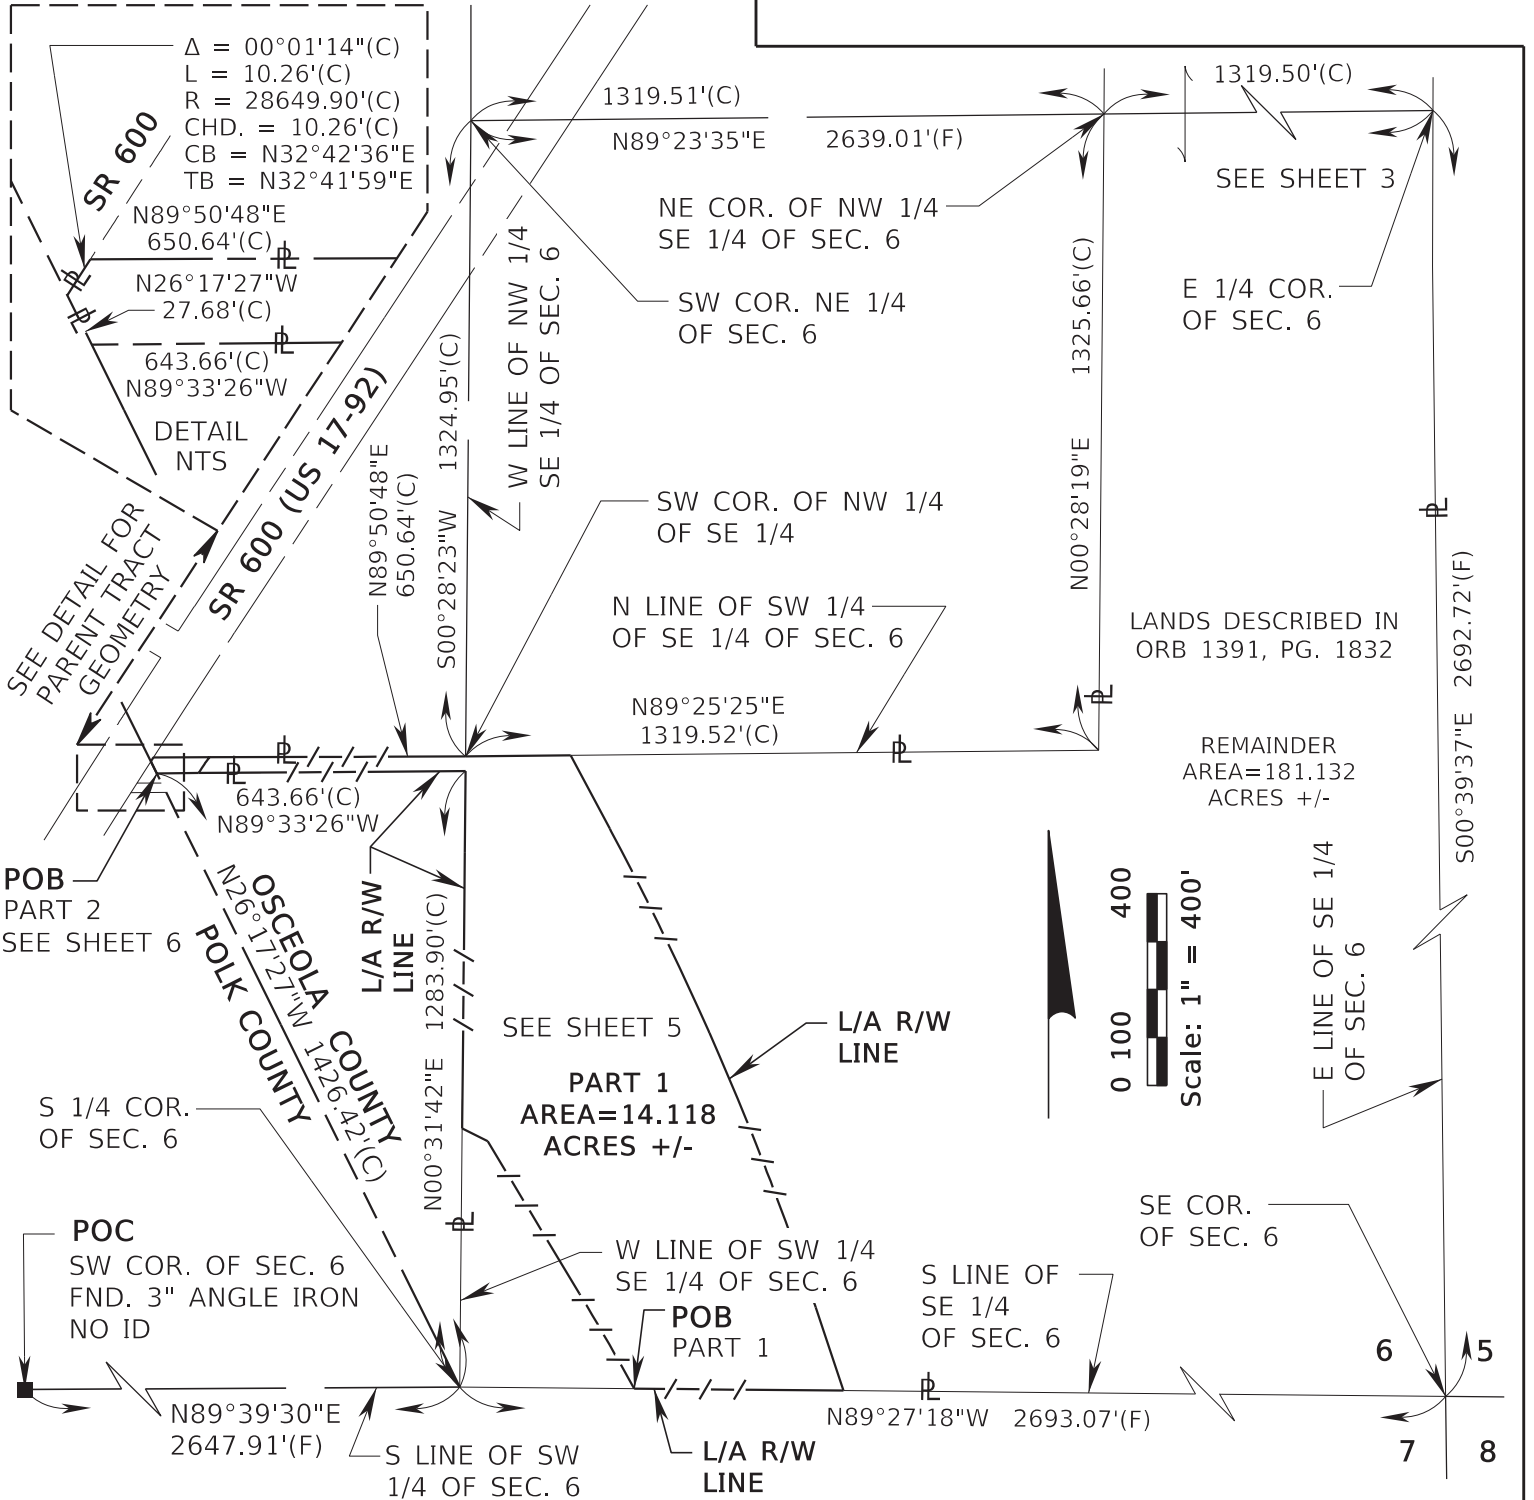 Δ = 00°01'14"(C)
L = 10.26'(C)
R = 28649.90'(C)
CHD. = 10.26'(C)
CB = N32°42'36"E
TB = N32°41'59"E
SR 600
N89°50'48"E
650.64'(C)
PL
PL
N26°17'27"W
27.68'(C)
PL
PL
643.66'(C)
N89°33'26"W
DETAIL
NTS
SEE DETAIL FOR
PARENT TRACT
GEOMETRY
SR 600 (US 17-92)
1319.51'(C)
N89°23'35"E 2639.01'(F)
1319.50'(C)
SEE SHEET 3
NE COR. OF NW 1/4
SE 1/4 OF SEC. 6
SW COR. NE 1/4
OF SEC. 6
E 1/4 COR.
OF SEC. 6
W LINE OF NW 1/4
SE 1/4 OF SEC. 6
S00°28'23"W 1324.95'(C)
N89°50'48"E
650.64'(C)
N00°28'19"E 1325.66'(C)
SW COR. OF NW 1/4
OF SE 1/4
N LINE OF SW 1/4
OF SE 1/4 OF SEC. 6
PL
LANDS DESCRIBED IN
ORB 1391, PG. 1832
S00°39'37"E 2692.72'(F)
N89°25'25"E
1319.52'(C)
PL
PL
PL
PL
REMAINDER
AREA=181.132
ACRES +/-
643.66'(C)
N89°33'26"W
POB
PART 2
SEE SHEET 6
OSCEOLA COUNTY
N26°17'27"W 1426.42'(C)
POLK COUNTY
L/A R/W
LINE
N00°31'42"E 1283.90'(C)
SEE SHEET 5
PART 1
AREA=14.118
ACRES +/-
L/A R/W
LINE
0 100 400
Scale: 1" = 400'
E LINE OF SE 1/4
OF SEC. 6
S 1/4 COR.
OF SEC. 6
PL
POC
SW COR. OF SEC. 6
FND. 3" ANGLE IRON
NO ID
W LINE OF SW 1/4
SE 1/4 OF SEC. 6
POB
PART 1
S LINE OF
SE 1/4
OF SEC. 6
SE COR.
OF SEC. 6
6 5
PL
N89°39'30"E
2647.91'(F)
N89°27'18"W 2693.07'(F)
S LINE OF SW
1/4 OF SEC. 6
L/A R/W
LINE
7 8